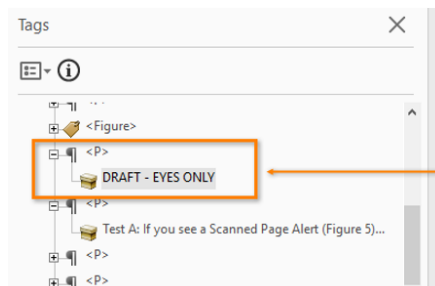 Tags
<Figure>
<P>
DRAFT - EYES ONLY
<P>
Test A: If you see a Scanned Page Alert (Figure 5)...
<P>
<P>